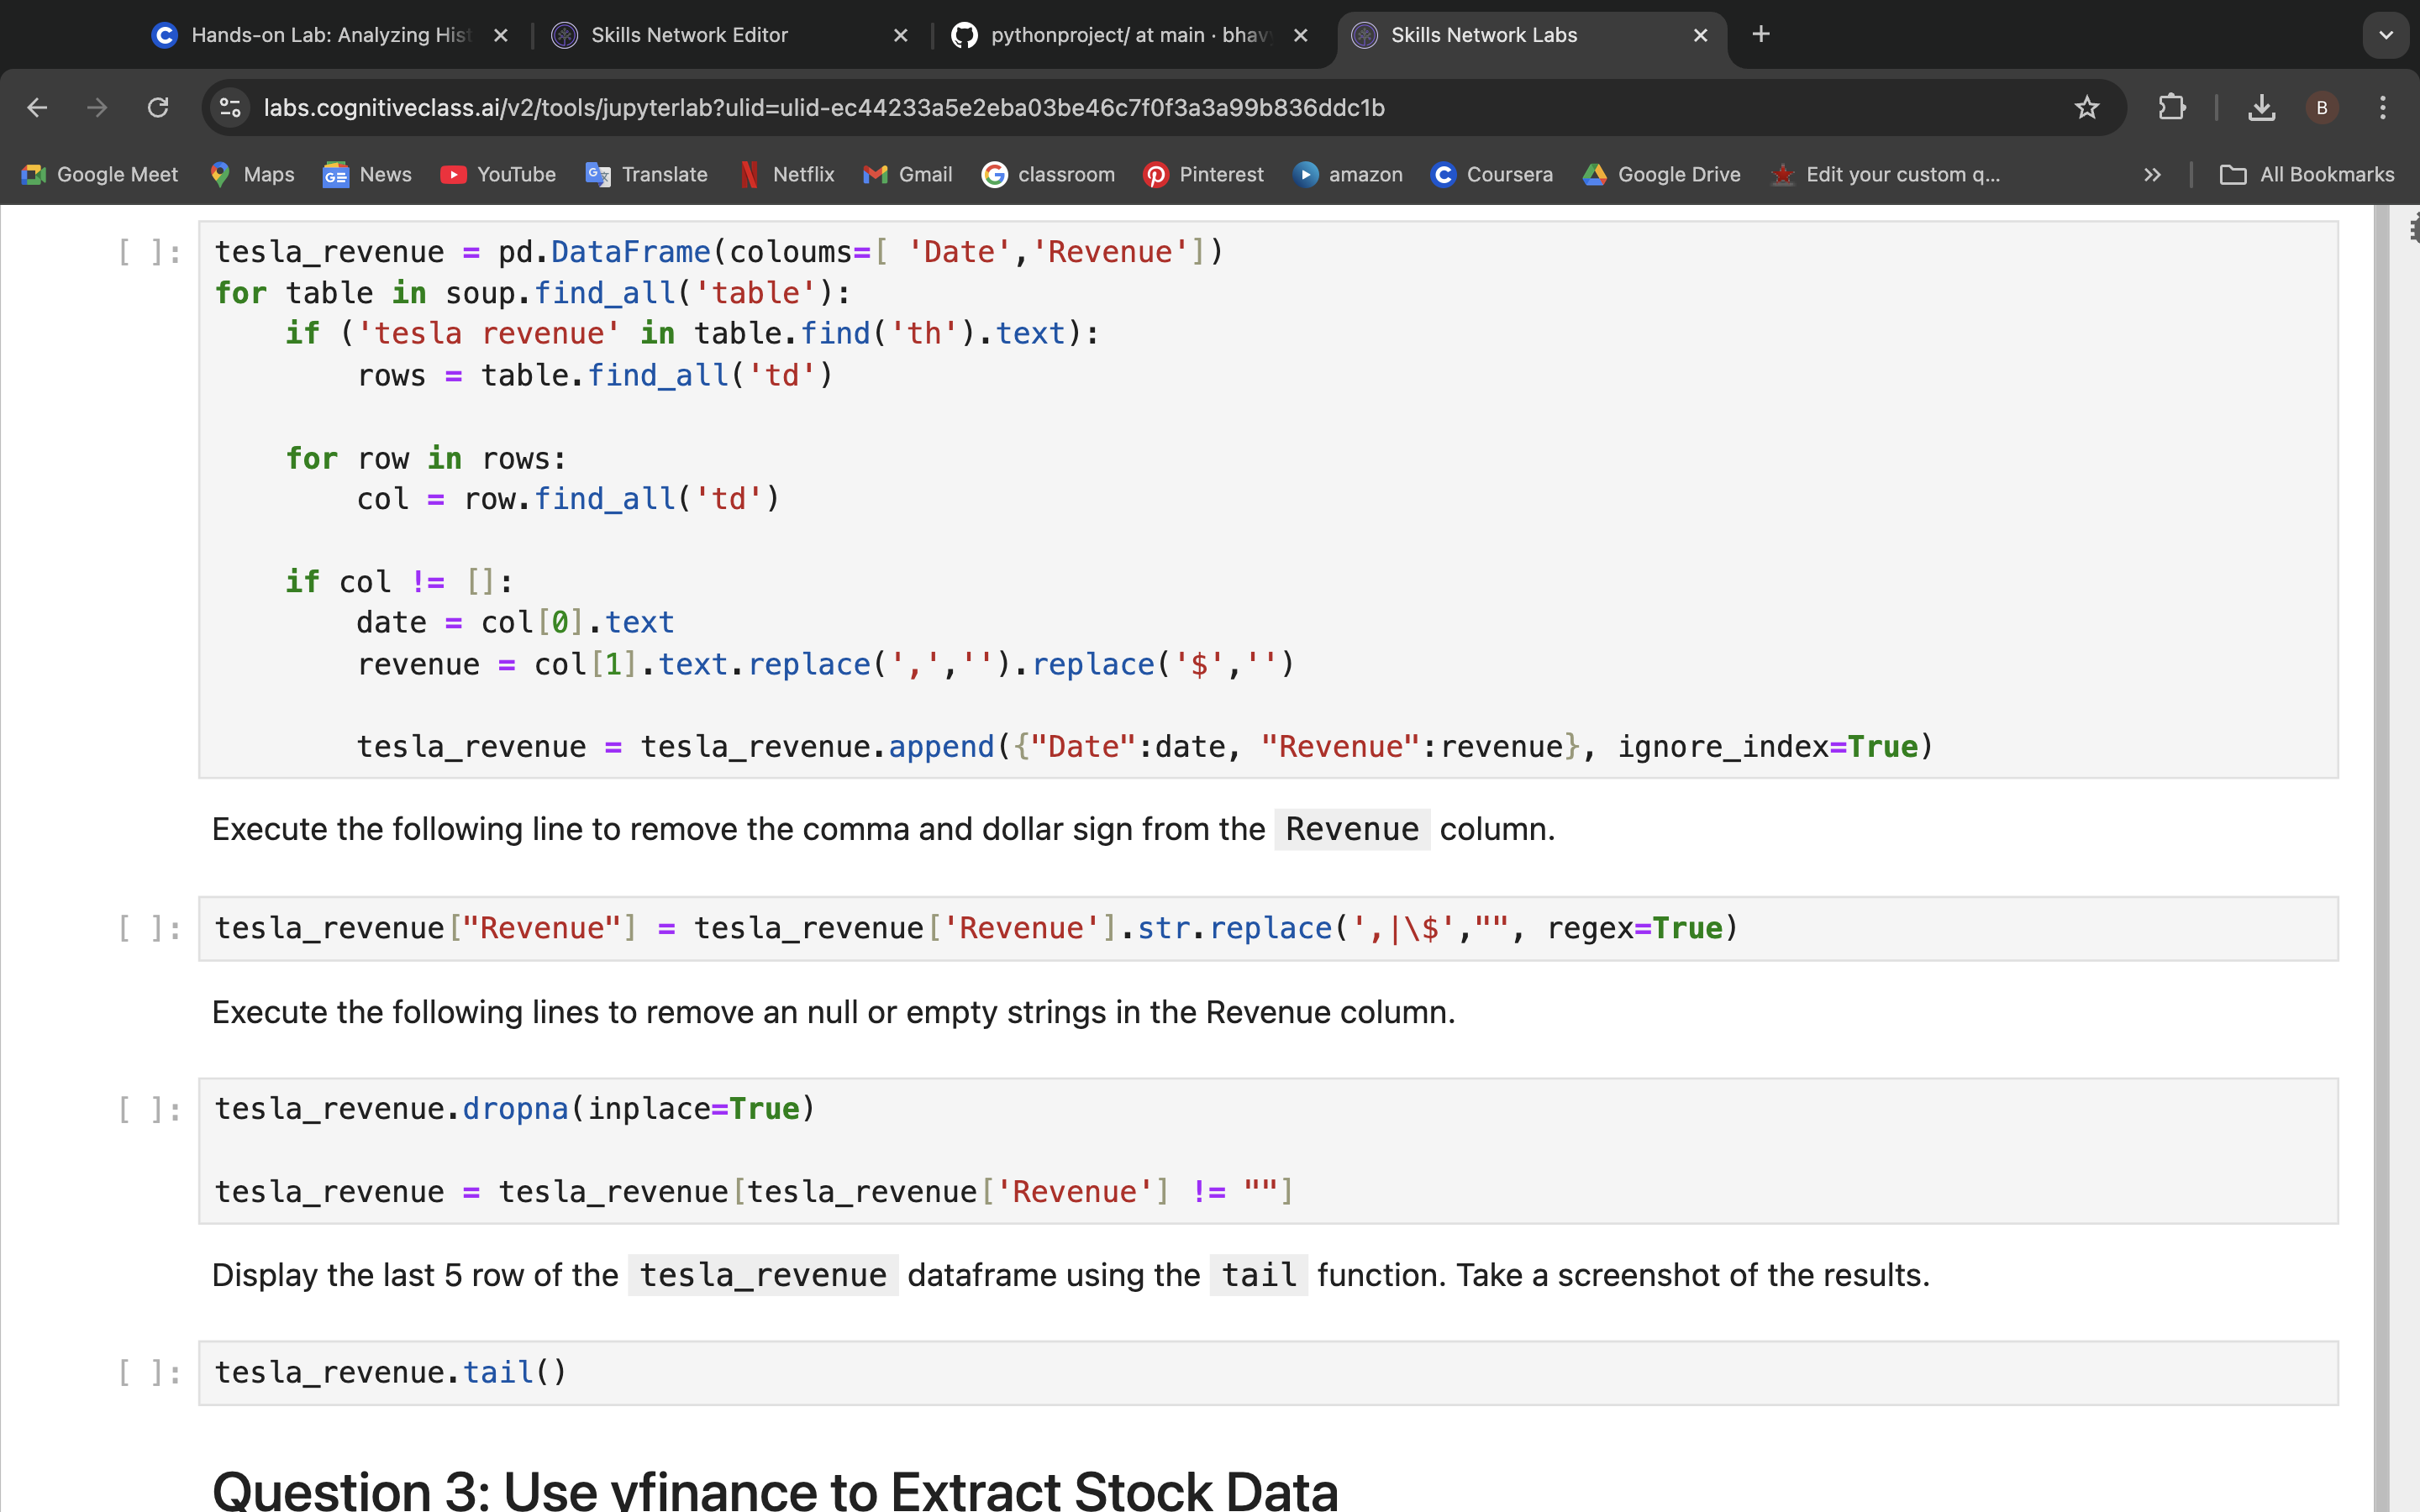 Hands-on Lab: Analyzing Hist
Skills Network Editor
pythonproject/ at main · bhavy
Skills Network Labs
labs.cognitiveclass.ai/v2/tools/jupyterlab?ulid=ulid-ec44233a5e2eba03be46c7f0f3a3a99b836ddc1b
B
Google Meet
Maps
News
YouTube
Translate
Netflix
Gmail
classroom
Pinterest
amazon
Coursera
Google Drive
Edit your custom q...
All Bookmarks
[ ]:
tesla_revenue = pd.DataFrame(coloums=[ 'Date','Revenue'])
for table in soup.find_all('table'):
    if ('tesla revenue' in table.find('th').text):
        rows = table.find_all('td')
    for row in rows:
        col = row.find_all('td')
    if col != []:
        date = col[0].text
        revenue = col[1].text.replace(',','').replace('$','')
        tesla_revenue = tesla_revenue.append({"Date":date, "Revenue":revenue}, ignore_index=True)
Execute the following line to remove the comma and dollar sign from the Revenue column.
[ ]:
tesla_revenue["Revenue"] = tesla_revenue['Revenue'].str.replace(',|\$',"", regex=True)
Execute the following lines to remove an null or empty strings in the Revenue column.
[ ]:
tesla_revenue.dropna(inplace=True)
tesla_revenue = tesla_revenue[tesla_revenue['Revenue'] != ""]
Display the last 5 row of the tesla_revenue dataframe using the tail function. Take a screenshot of the results.
[ ]:
tesla_revenue.tail()
Question 3: Use yfinance to Extract Stock Data